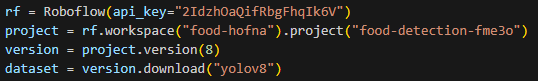 rf = Roboflow(api_key="2IdzhOaQifRbgFhqIk6V")
project = rf.workspace("food-hofna").project("food-detection-fme3o")
version = project.version(8)
dataset = version.download("yolov8")